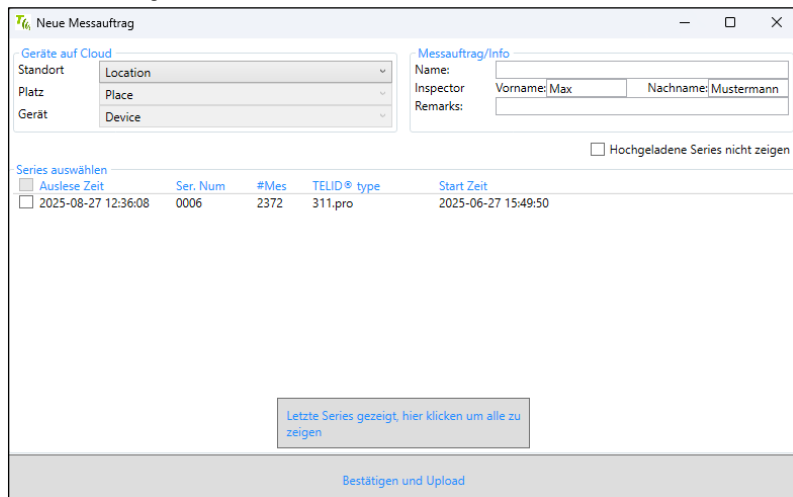 Neue Messauftrag
Geräte auf Cloud
Standort Location
Platz Place
Gerät Device
Messauftrag/Info
Name:
Inspector Vorname: Max Nachname: Mustermann
Remarks:
Hochgeladene Series nicht zeigen
Series auswählen
Auslese Zeit Ser. Num #Mes TELID® type Start Zeit
2025-08-27 12:36:08 0006 2372 311.pro 2025-06-27 15:49:50
Letzte Series gezeigt, hier klicken um alle zu
zeigen
Bestätigen und Upload